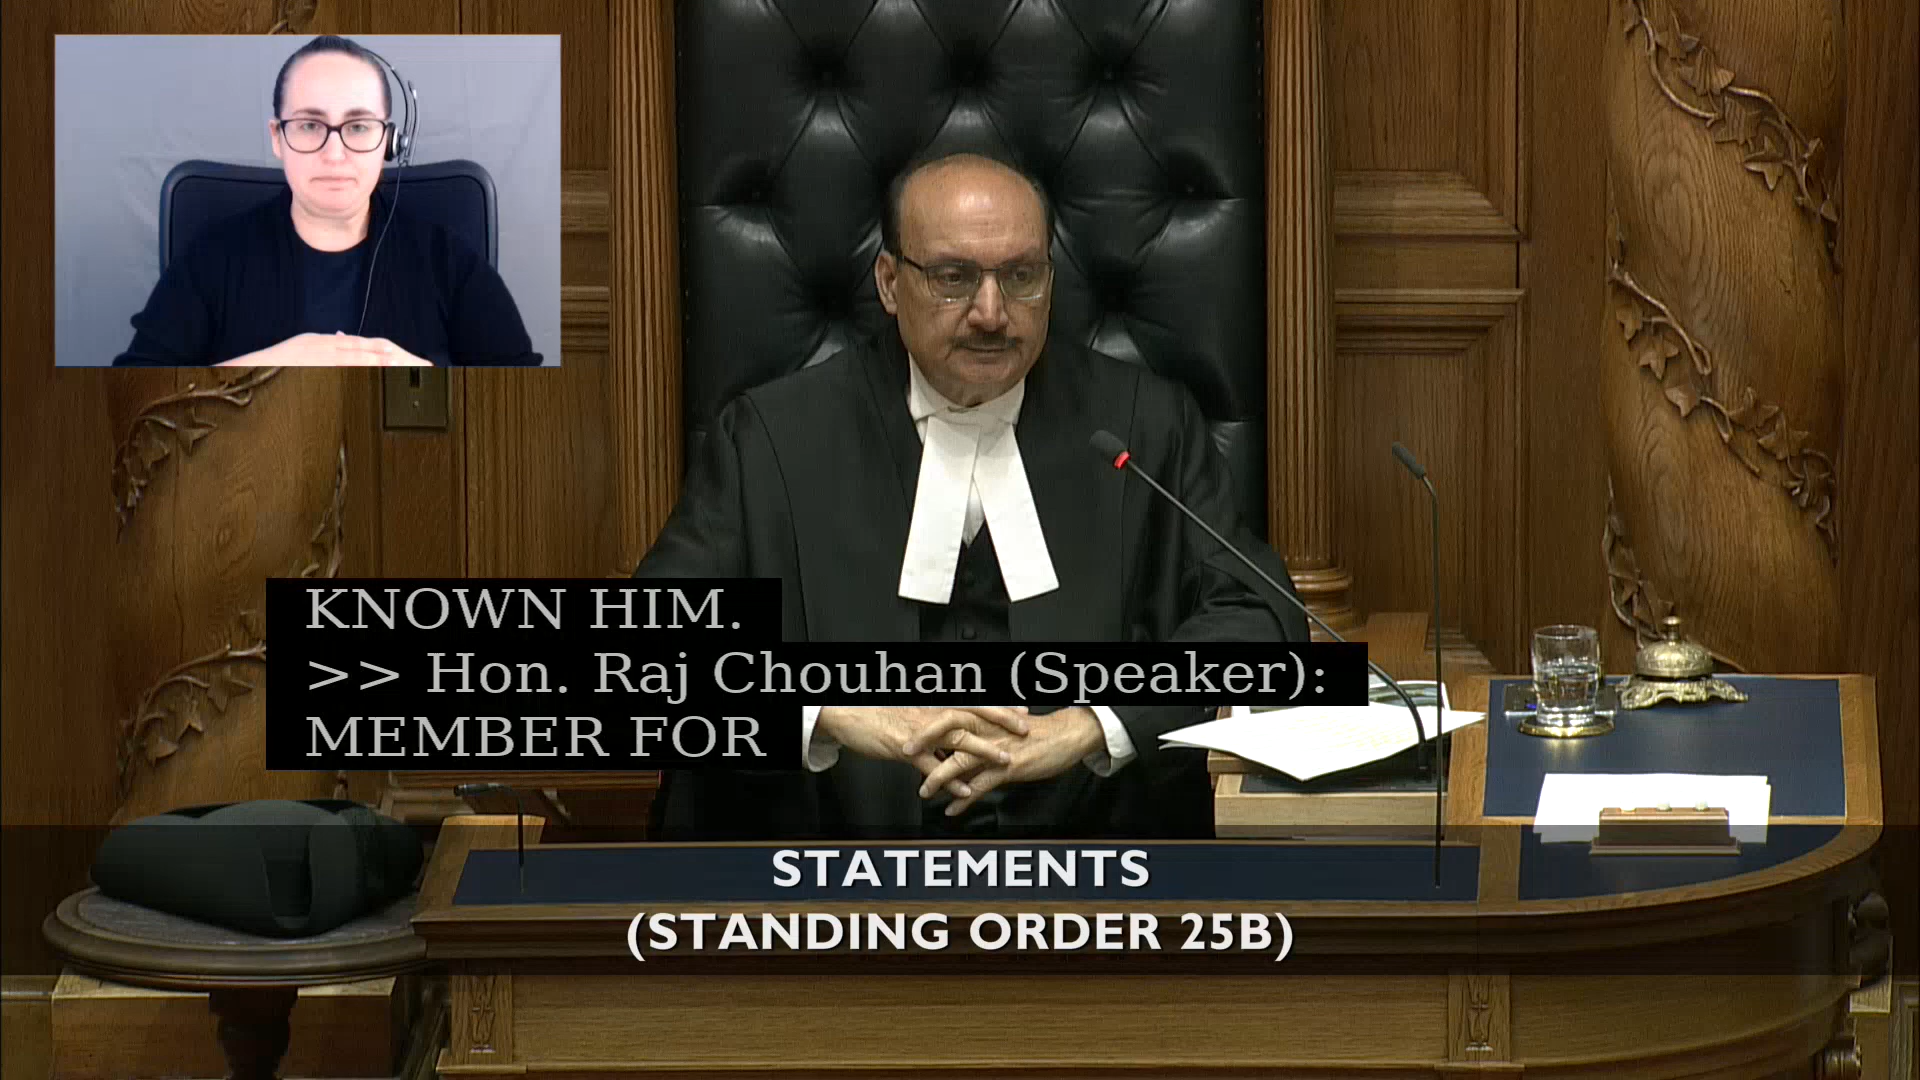 KNOWN HIM.
>> Hon. Raj Chouhan (Speaker):
MEMBER FOR
STATEMENTS
(STANDING ORDER 25B)